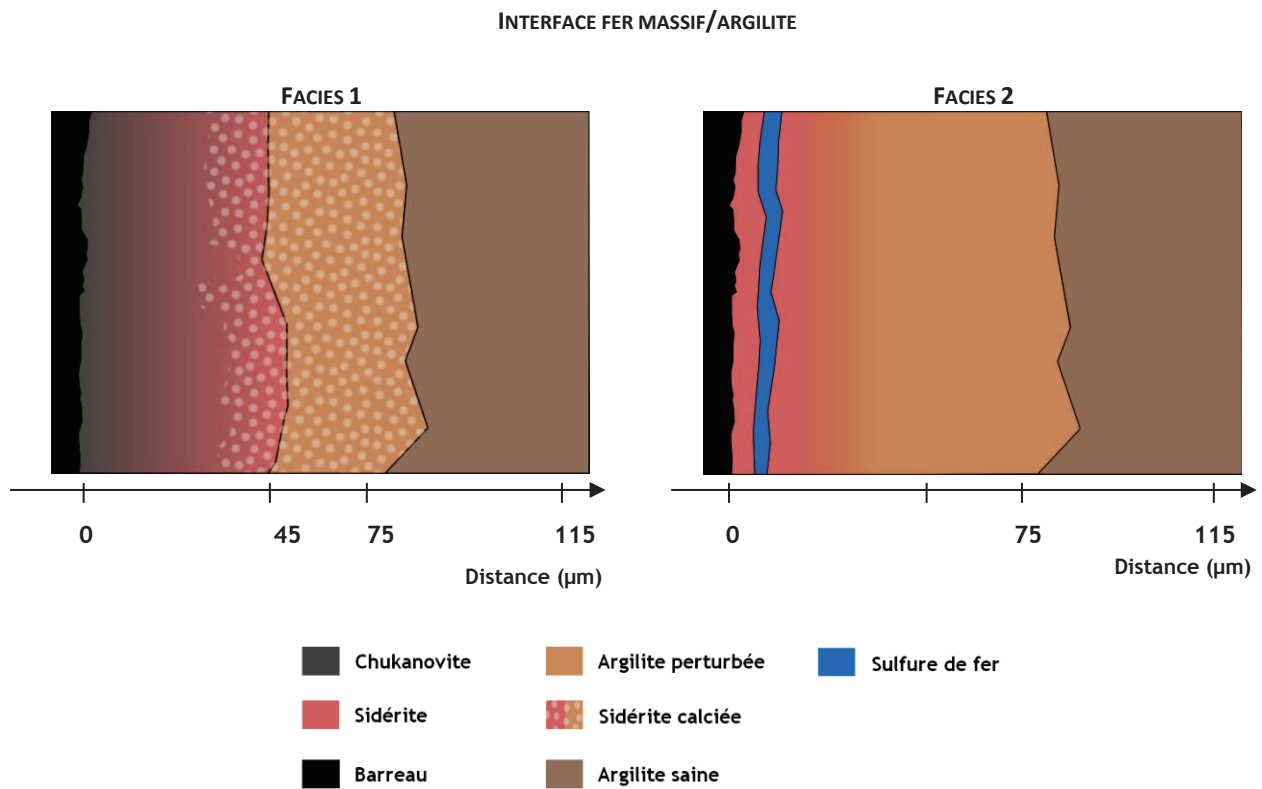 INTERFACE FER MASSIF/ARGILITE
FACIES 1
FACIES 2
0 45 75 115
Distance (µm)
0 75 115
Distance (µm)
Chukanovite
Argilite perturbée
Sulfure de fer
Sidérite
Sidérite calciée
Barreau
Argilite saine